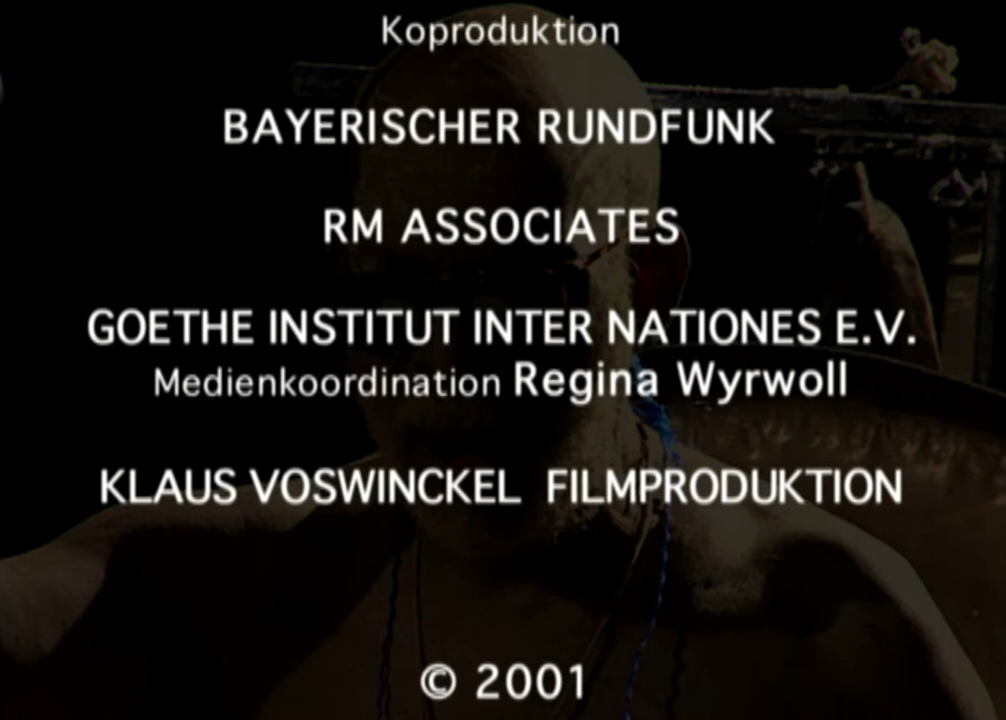 Koproduktion
BAYERISCHER RUNDFUNK
RM ASSOCIATES
GOETHE INSTITUT INTER NATIONES E.V.
Medienkoordination Regina Wyrwoll
KLAUS VOSWINCKEL FILMPRODUKTION
© 2001